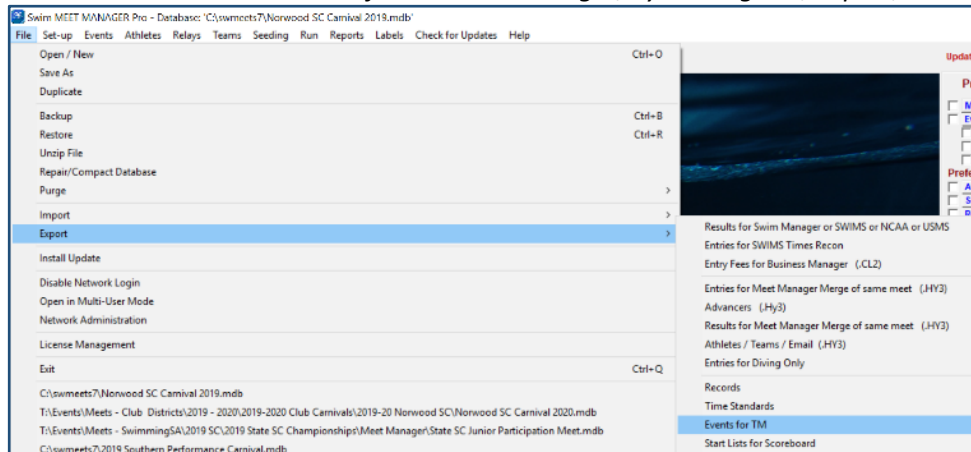 Swim MEET MANAGER Pro - Database: 'C:\swmeets7\Norwood SC Carnival 2019.mdb'
File Set-up Events Athletes Relays Teams Seeding Run Reports Labels Check for Updates Help
Open / New Ctrl+O
Save As
Duplicate
Backup Ctrl+B
Restore Ctrl+R
Unzip File
Repair/Compact Database
Purge >
Import >
Export >
Install Update
Disable Network Login
Open in Multi-User Mode
Network Administration
License Management
Exit Ctrl+Q
C:\swmeets7\Norwood SC Carnival 2019.mdb
T:\Events\Meets - Club Districts\2019 - 2020\2019-2020 Club Carnivals\2019-20 Norwood SC\Norwood SC Carnival 2020.mdb
T:\Events\Meets - SwimmingSA\2019 SC\2019 State SC Championships\Meet Manager\State SC Junior Participation Meet.mdb
C:\swmeets7\2019 Southern Performance Carnival.mdb
Results for Swim Manager or SWIMS or NCAA or USMS
Entries for SWIMS Times Recon
Entry Fees for Business Manager (.CL2)
Entries for Meet Manager Merge of same meet (.HY3)
Advancers (.Hy3)
Results for Meet Manager Merge of same meet (.HY3)
Athletes / Teams / Email (.HY3)
Entries for Diving Only
Records
Time Standards
Events for TM
Start Lists for Scoreboard